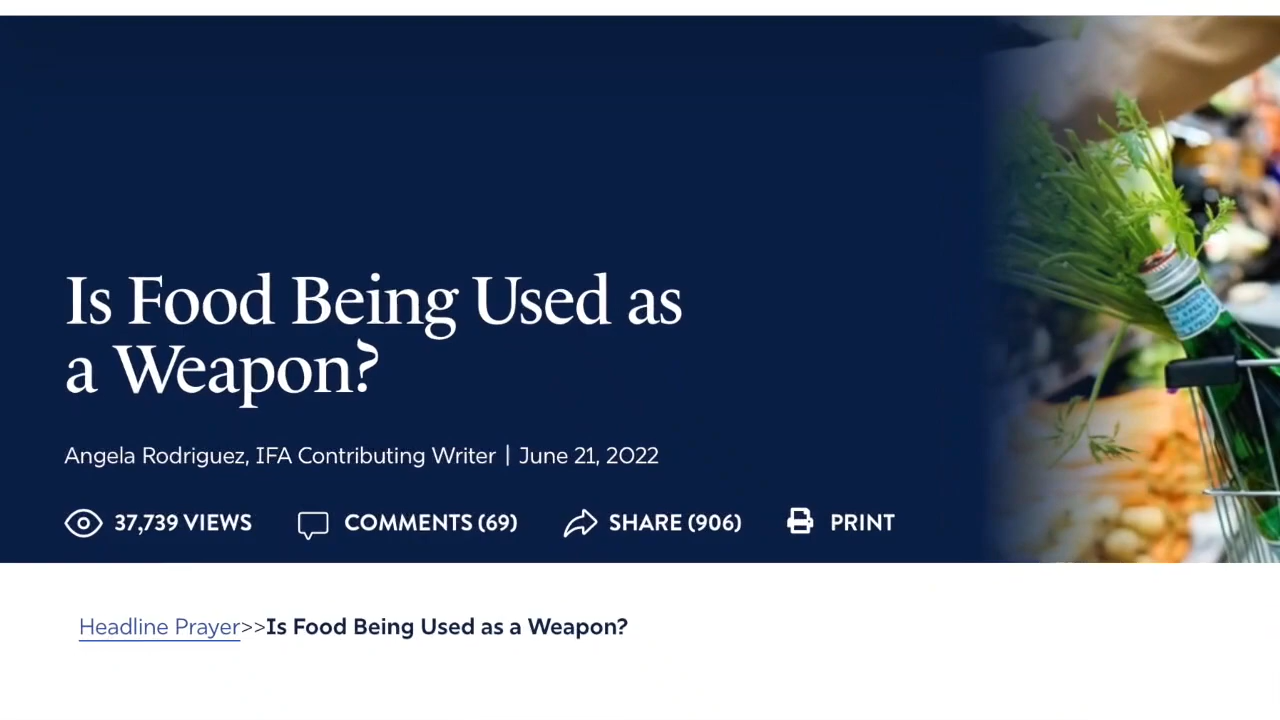 Is Food Being Used as
a Weapon?
Angela Rodriguez, IFA Contributing Writer | June 21, 2022
37,739 VIEWS COMMENTS (69) SHARE (906) PRINT
Headline Prayer>>Is Food Being Used as a Weapon?